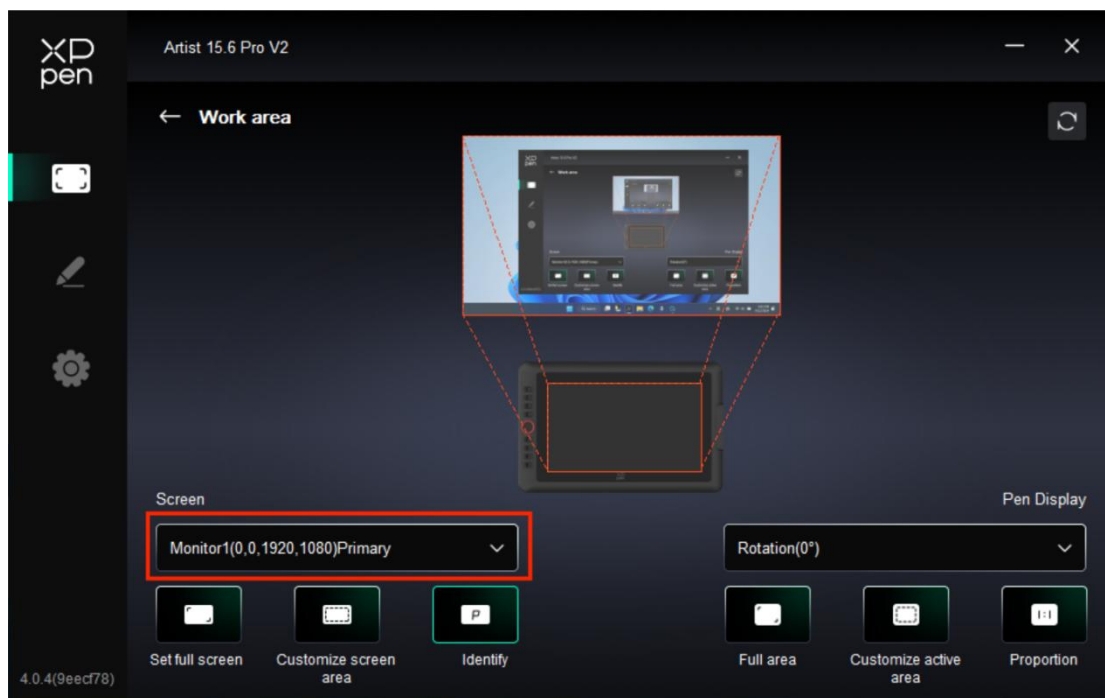 XP
pen
Artist 15.6 Pro V2
Work area
Screen
Pen Display
Monitor1(0,0,1920,1080)Primary
Rotation(0°)
Set full screen
Customize screen
area
Identify
Full area
Customize active
area
Proportion
4.0.4(9eecf78)